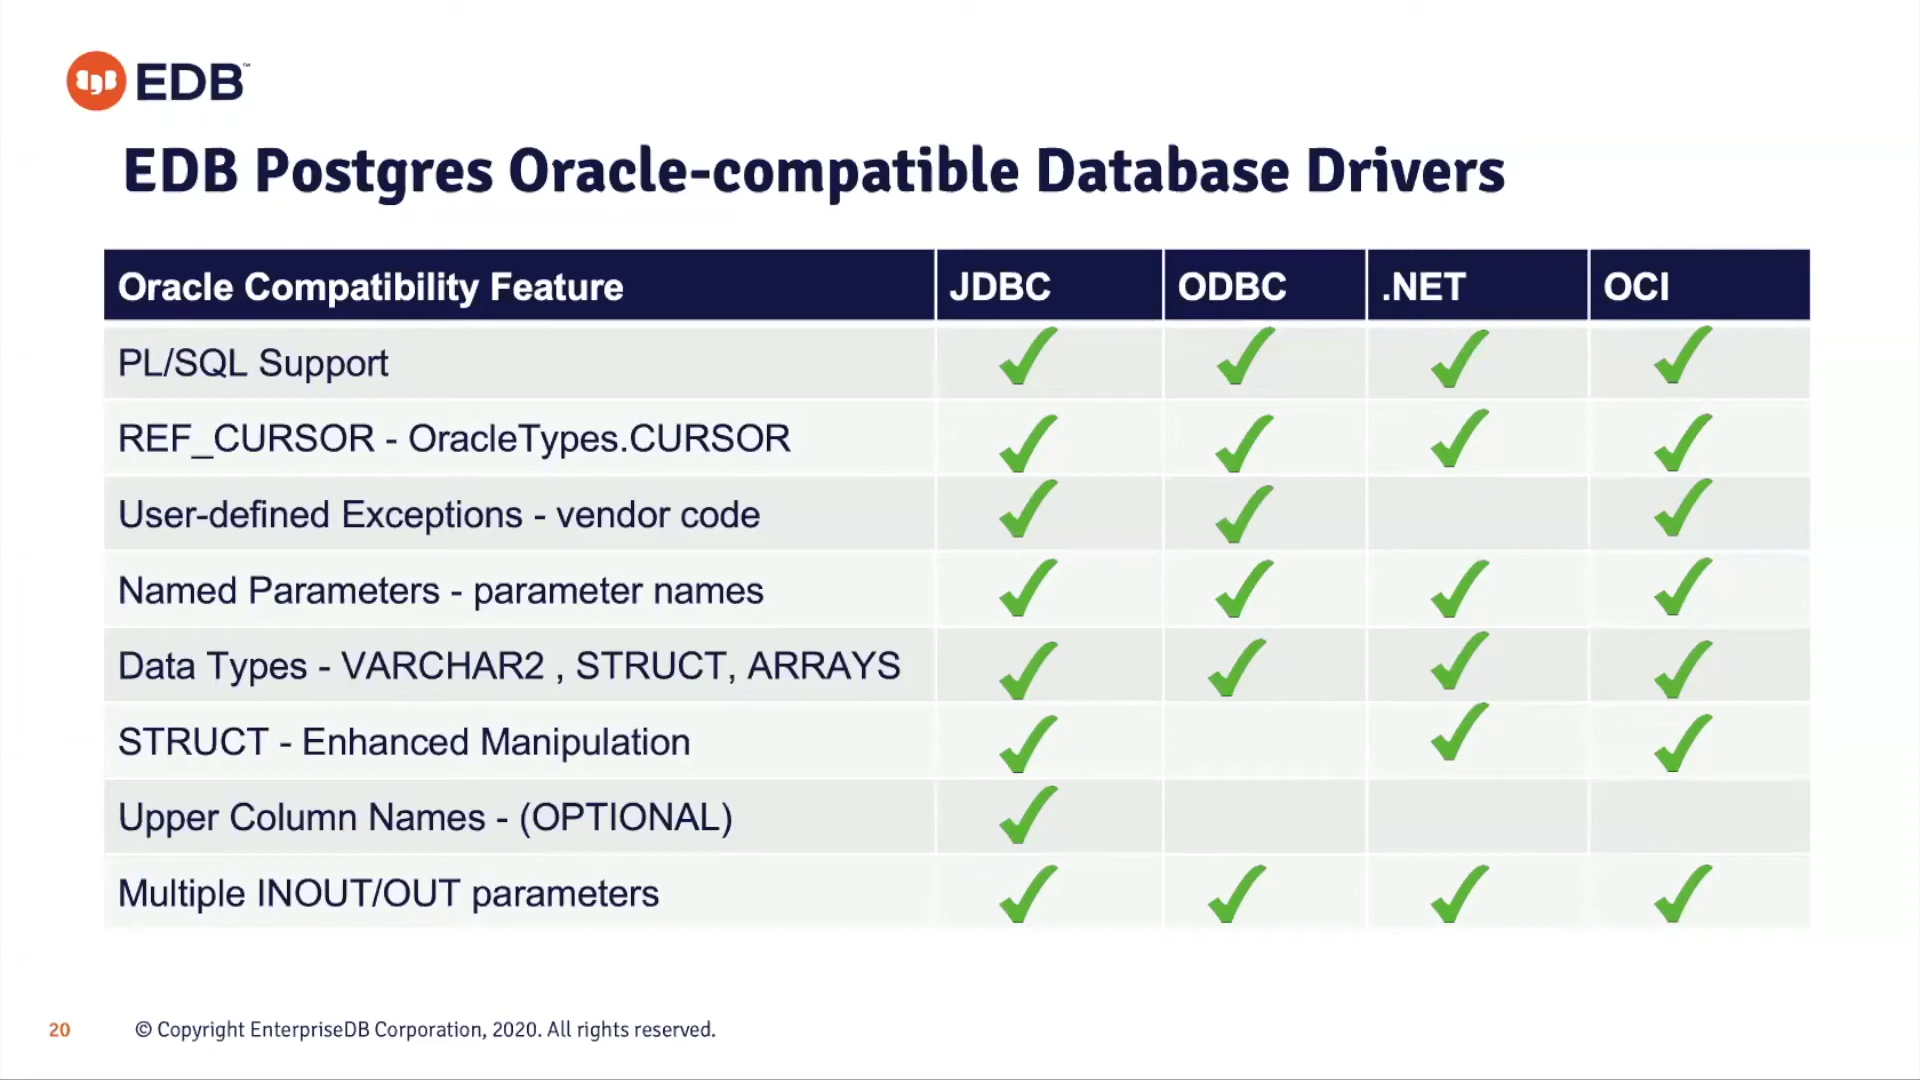 EDB™
EDB Postgres Oracle-compatible Database Drivers
Oracle Compatibility Feature JDBC ODBC .NET OCI
PL/SQL Support ✓ ✓ ✓ ✓
REF_CURSOR - OracleTypes.CURSOR ✓ ✓ ✓ ✓
User-defined Exceptions - vendor code ✓ ✓ ✓
Named Parameters - parameter names ✓ ✓ ✓ ✓
Data Types - VARCHAR2 , STRUCT, ARRAYS ✓ ✓ ✓ ✓
STRUCT - Enhanced Manipulation ✓ ✓ ✓
Upper Column Names - (OPTIONAL) ✓
Multiple INOUT/OUT parameters ✓ ✓ ✓ ✓
20 © Copyright EnterpriseDB Corporation, 2020. All rights reserved.